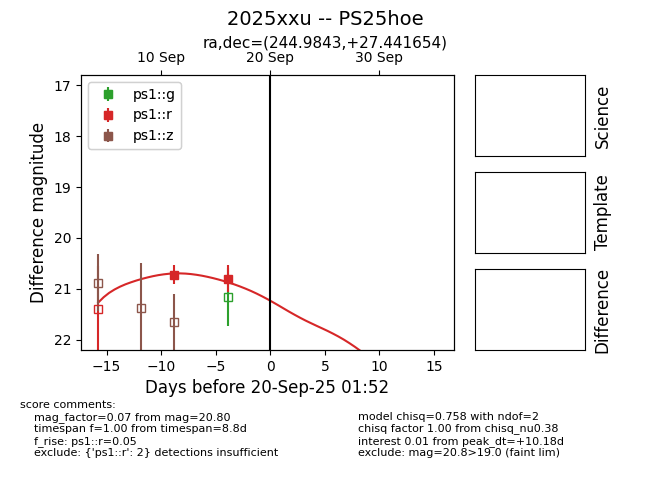 2025xxu -- PS25hoe
ra,dec=(244.9843,+27.441654)
10 Sep 20 Sep 30 Sep
17
18
19
20
21
22
Difference magnitude
ps1::g
ps1::r
ps1::z
−15 −10 −5 0 5 10 15
Days before 20-Sep-25 01:52
Science
Template
Difference
score comments:
mag_factor=0.07 from mag=20.80
timespan f=1.00 from timespan=8.8d
f_rise: ps1::r=0.05
exclude: {'ps1::r': 2} detections insufficient
model chisq=0.758 with ndof=2
chisq factor 1.00 from chisq_nu0.38
interest 0.01 from peak_dt=+10.18d
exclude: mag=20.8>19.0 (faint lim)